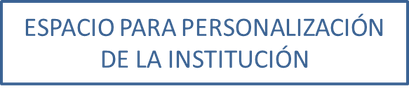 ESPACIO PARA PERSONALIZACIÓN
DE LA INSTITUCIÓN